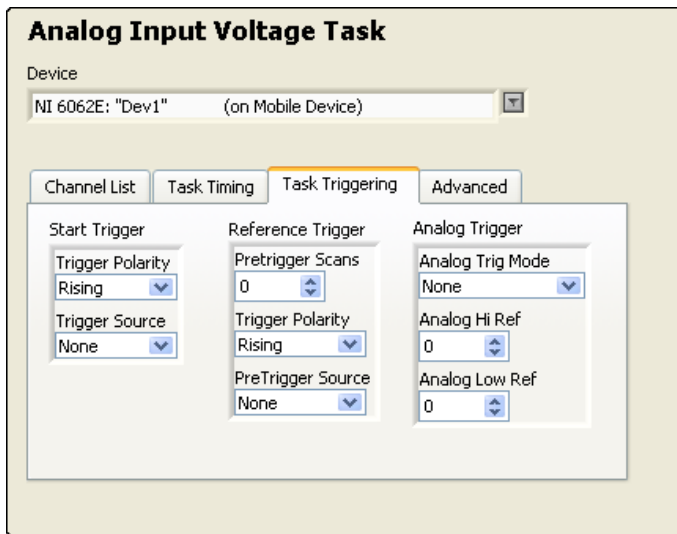 Analog Input Voltage Task
Device
NI 6062E: "Dev1" (on Mobile Device)
Channel List
Task Timing
Task Triggering
Advanced
Start Trigger
Trigger Polarity
Rising
Trigger Source
None
Reference Trigger
Pretrigger Scans
0
Trigger Polarity
Rising
PreTrigger Source
None
Analog Trigger
Analog Trig Mode
None
Analog Hi Ref
0
Analog Low Ref
0